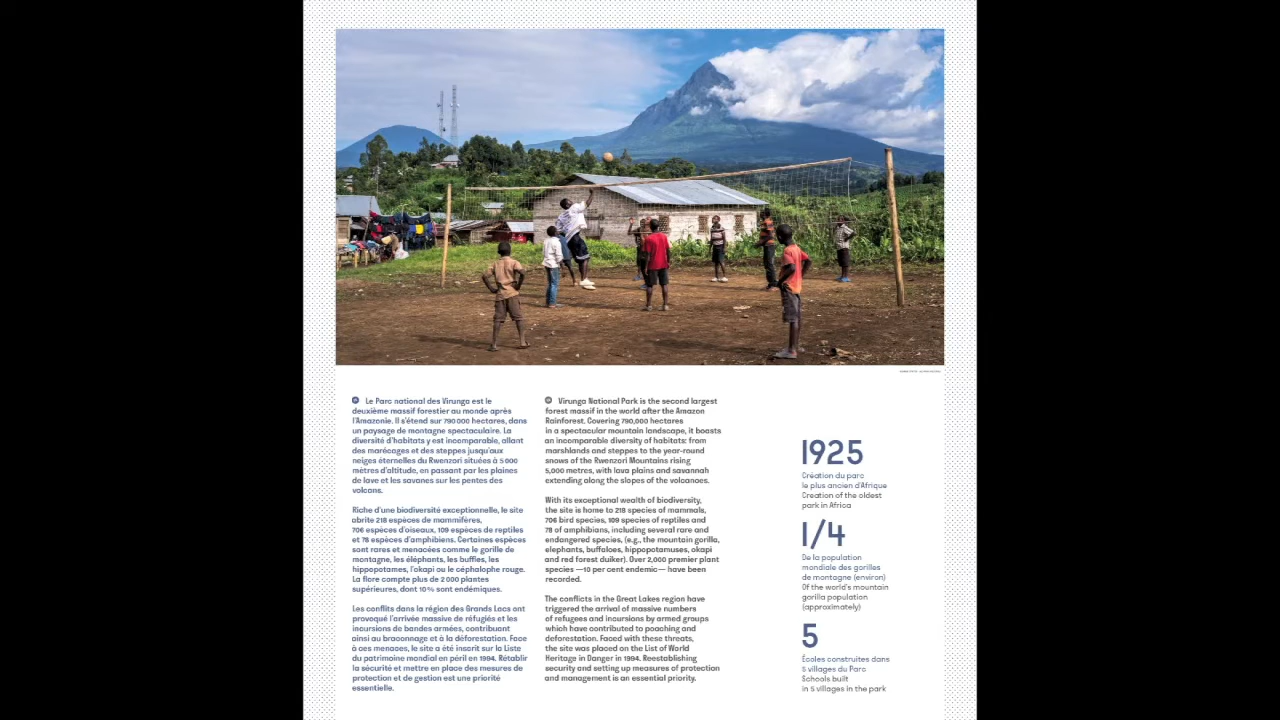 Le Parc national des Virunga est le
deuxième massif forestier au monde après
l'Amazonie. Il s'étend sur 790 000 hectares, dans
un paysage de montagne spectaculaire. La
diversité d'habitats y est incomparable, allant
des marécages et des steppes jusqu'aux
neiges éternelles du Rwenzori situées à 5 000
mètres d'altitude, en passant par les plaines
de lave et les savanes sur les pentes des
volcans.
Riche d'une biodiversité exceptionnelle, le site
abrite 218 espèces de mammifères,
706 espèces d'oiseaux, 109 espèces de reptiles
et 78 espèces d'amphibiens. Certaines espèces
sont rares et menacées comme le gorille de
montagne, les éléphants, les buffles, les
hippopotames, l'okapi ou le céphalophe rouge.
La flore compte plus de 2 000 plantes
supérieures, dont 10 % sont endémiques.
Les conflits dans la région des Grands Lacs ont
provoqué l'arrivée massive de réfugiés et les
incursions de bandes armées, contribuant
ainsi au braconnage et à la déforestation. Face
à ces menaces, le site a été inscrit sur la Liste
du patrimoine mondial en péril en 1994. Rétablir
la sécurité et mettre en place des mesures de
protection et de gestion est une priorité
essentielle.
Virunga National Park is the second largest
forest massif in the world after the Amazon
Rainforest. Covering 790,000 hectares
in a spectacular mountain landscape, it boasts
an incomparable diversity of habitats: from
marshlands and steppes to the year-round
snows of the Rwenzori Mountains rising
5,000 metres, with lava plains and savannah
extending along the slopes of the volcanoes.
With its exceptional wealth of biodiversity,
the site is home to 218 species of mammals,
706 bird species, 109 species of reptiles and
78 of amphibians, including several rare and
endangered species, (e.g., the mountain gorilla,
elephants, buffaloes, hippopotamuses, okapi
and red forest duiker). Over 2,000 premier plant
species —10 per cent endemic— have been
recorded.
The conflicts in the Great Lakes region have
triggered the arrival of massive numbers
of refugees and incursions by armed groups
which have contributed to poaching and
deforestation. Faced with these threats,
the site was placed on the List of World
Heritage in Danger in 1994. Reestablishing
security and setting up measures of protection
and management is an essential priority.
1925
Création du parc
le plus ancien d'Afrique
Creation of the oldest
park in Africa
1/4
De la population
mondiale des gorilles
de montagne (environ)
Of the world's mountain
gorilla population
(approximately)
5
Écoles construites dans
5 villages du Parc
Schools built
in 5 villages in the park